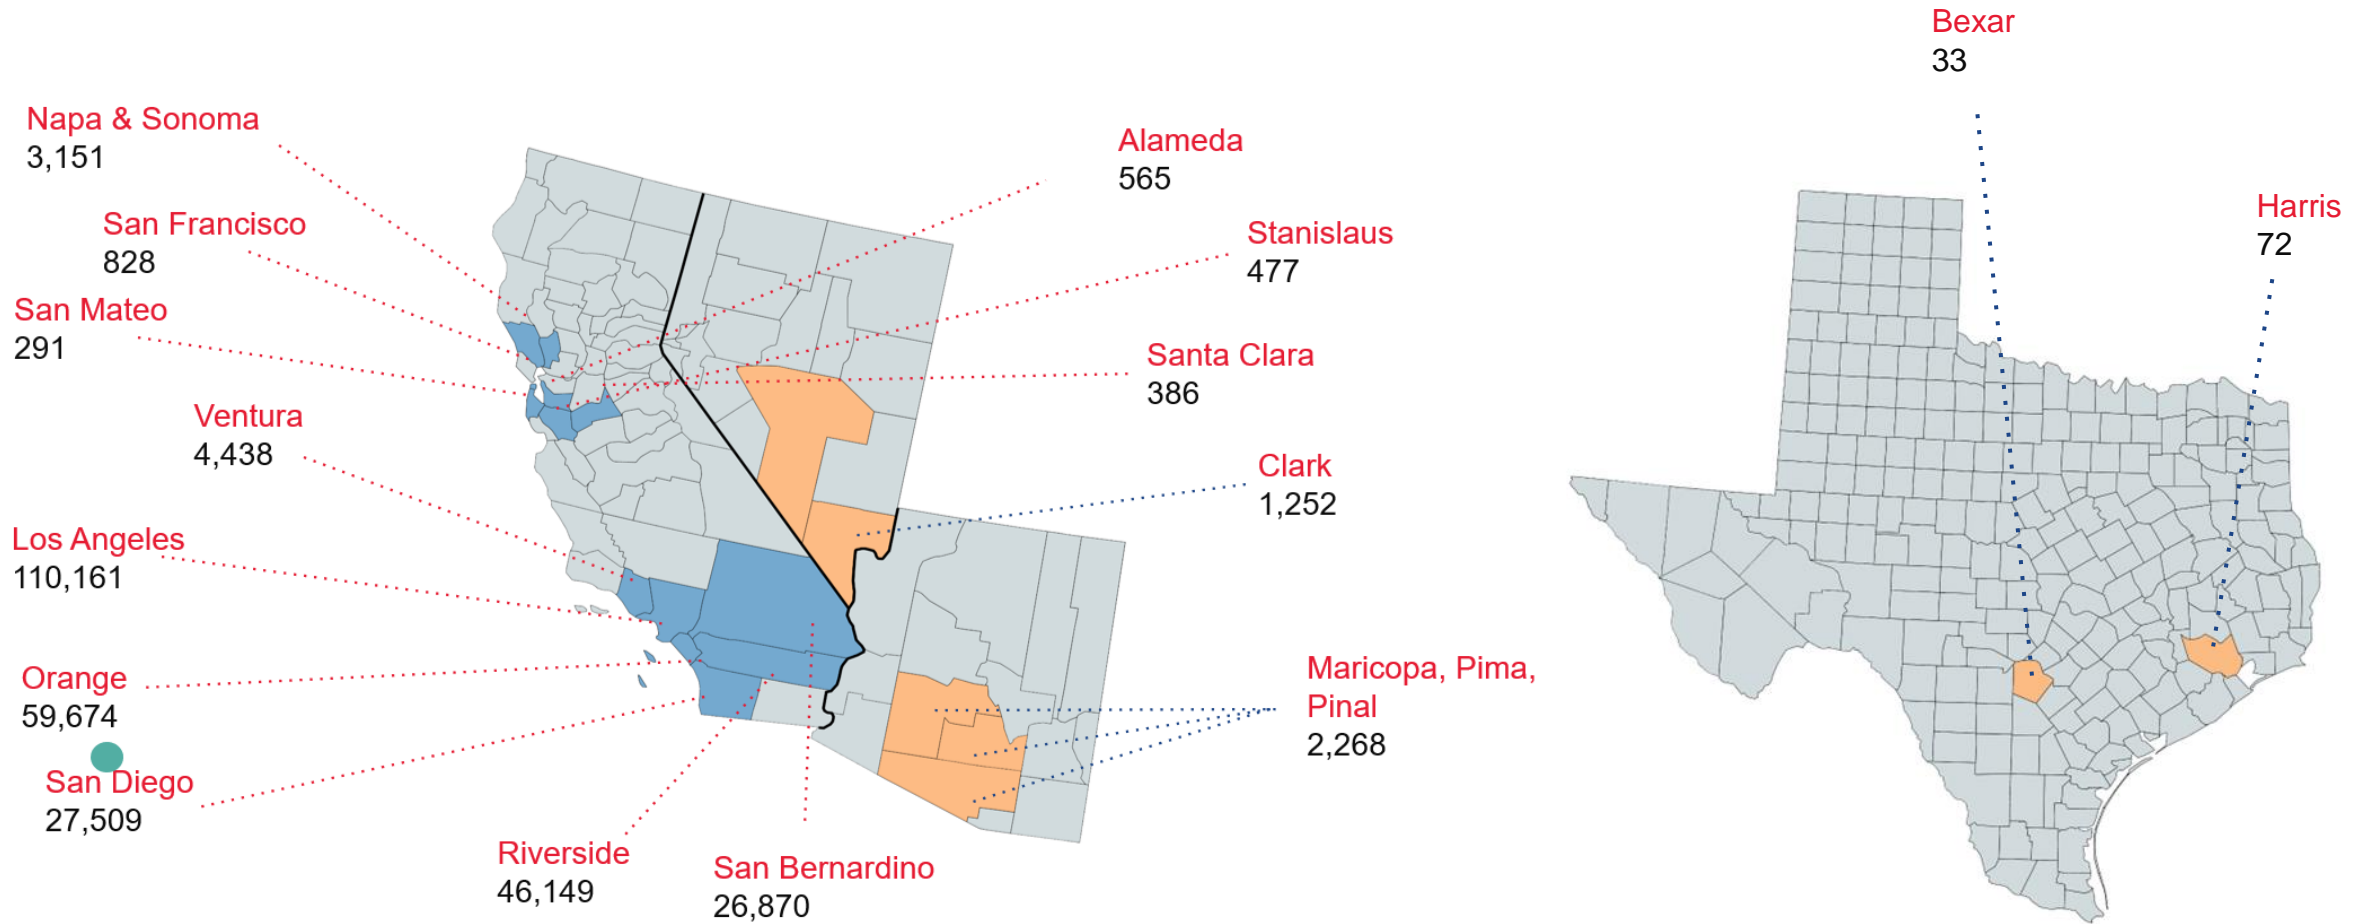 Bexar
33
Napa & Sonoma
3,151
Alameda
565
Harris
72
San Francisco
828
Stanislaus
477
San Mateo
291
Santa Clara
386
Ventura
4,438
Clark
1,252
Los Angeles
110,161
Orange
59,674
Maricopa, Pima,
Pinal
2,268
San Diego
27,509
Riverside
46,149
San Bernardino
26,870